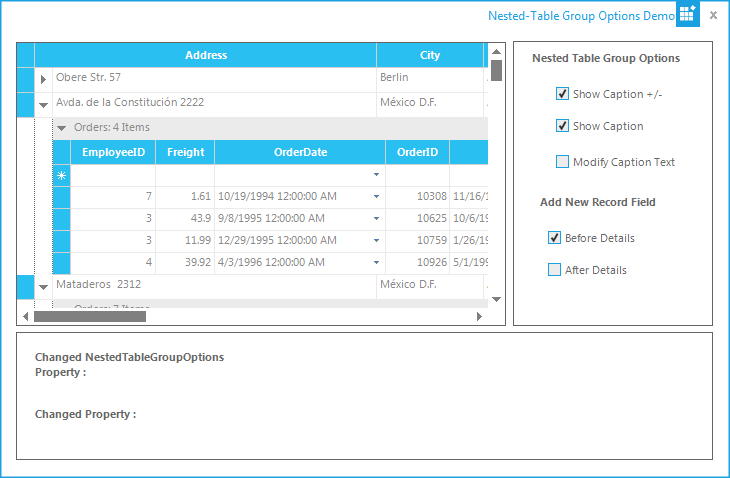 Nested-Table Group Options Demo
Address City
Obere Str. 57 Berlin
Avda. de la Constitución 2222 México D.F.
Orders: 4 Items
EmployeeID Freight OrderDate OrderID
7 1.61 10/19/1994 12:00:00 AM 10308 11/16/1
3 43.9 9/8/1995 12:00:00 AM 10625 10/6/19
3 11.99 12/29/1995 12:00:00 AM 10759 1/26/19
4 39.92 4/3/1996 12:00:00 AM 10926 5/1/199
Mataderos 2312 México D.F.
Orders: 7 Items
Nested Table Group Options
Show Caption +/-
Show Caption
Modify Caption Text
Add New Record Field
Before Details
After Details
Changed NestedTableGroupOptions
Property :
Changed Property :